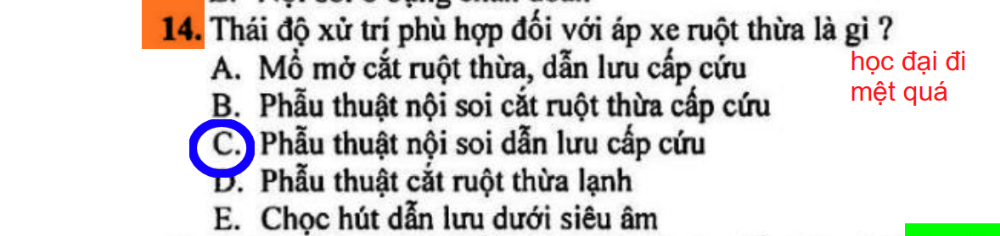 14. Thái độ xử trí phù hợp đối với áp xe ruột thừa là gì ?
A. Mổ mở cắt ruột thừa, dẫn lưu cấp cứu
học đại đi
mệt quá
B. Phẫu thuật nội soi cắt ruột thừa cấp cứu
C. Phẫu thuật nội soi dẫn lưu cấp cứu
D. Phẫu thuật cắt ruột thừa lạnh
E. Chọc hút dẫn lưu dưới siêu âm